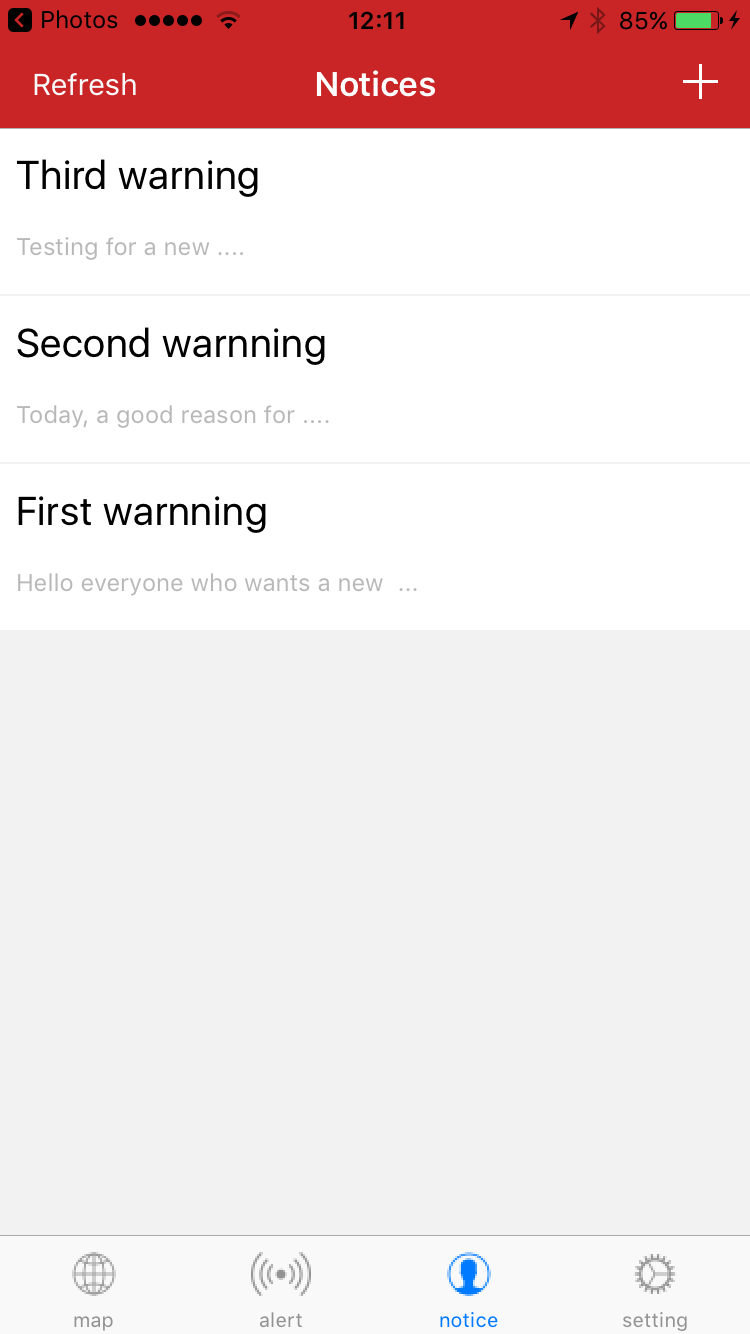 Photos 12:11 85%
Refresh Notices
Third warning
Testing for a new ....
Second warnning
Today, a good reason for ....
First warnning
Hello everyone who wants a new  ...
map alert notice setting